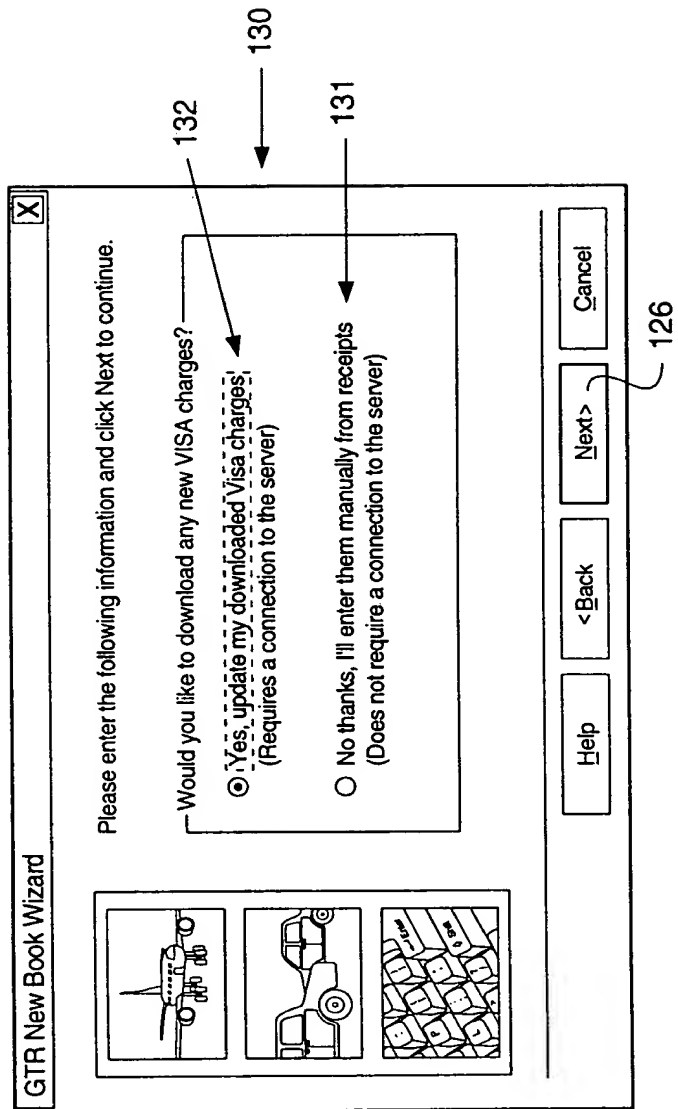 GTR New Book Wizard
X
Please enter the following information and click Next to continue.
Would you like to download any new VISA charges?
Yes, update my downloaded Visa charges
(Requires a connection to the server)
No thanks, I'll enter them manually from receipts
(Does not require a connection to the server)
Help
<Back
Next>
Cancel
132
130
131
126
Enter
Shift
P
L